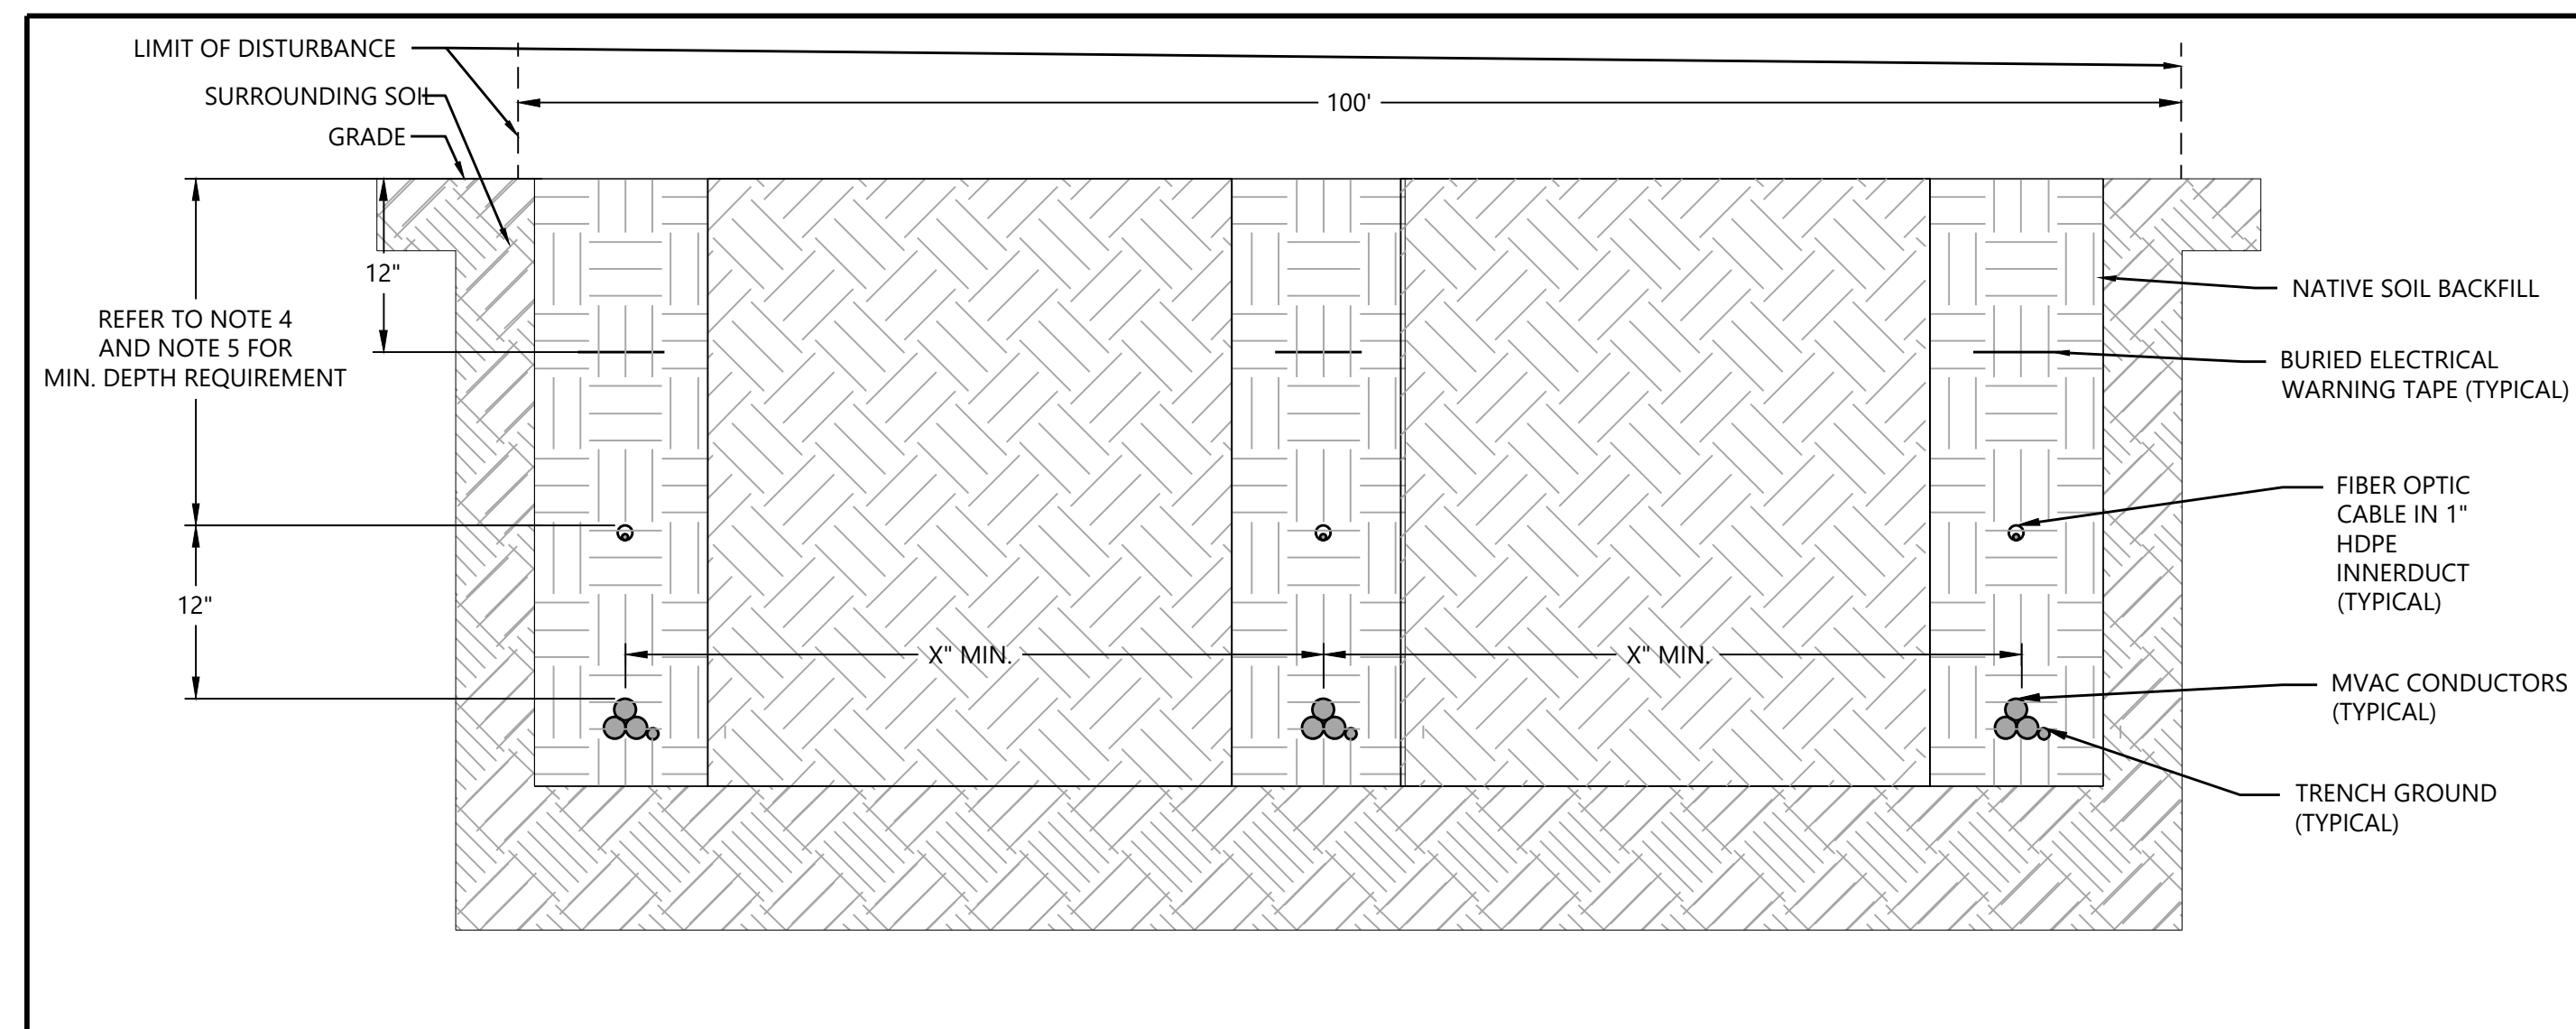 LIMIT OF DISTURBANCE
SURROUNDING SOIL
GRADE
100'
12"
REFER TO NOTE 4
AND NOTE 5 FOR
MIN. DEPTH REQUIREMENT
12"
X" MIN.
X" MIN.
NATIVE SOIL BACKFILL
BURIED ELECTRICAL
WARNING TAPE (TYPICAL)
FIBER OPTIC
CABLE IN 1"
HDPE
INNERDUCT
(TYPICAL)
MVAC CONDUCTORS
(TYPICAL)
TRENCH GROUND
(TYPICAL)